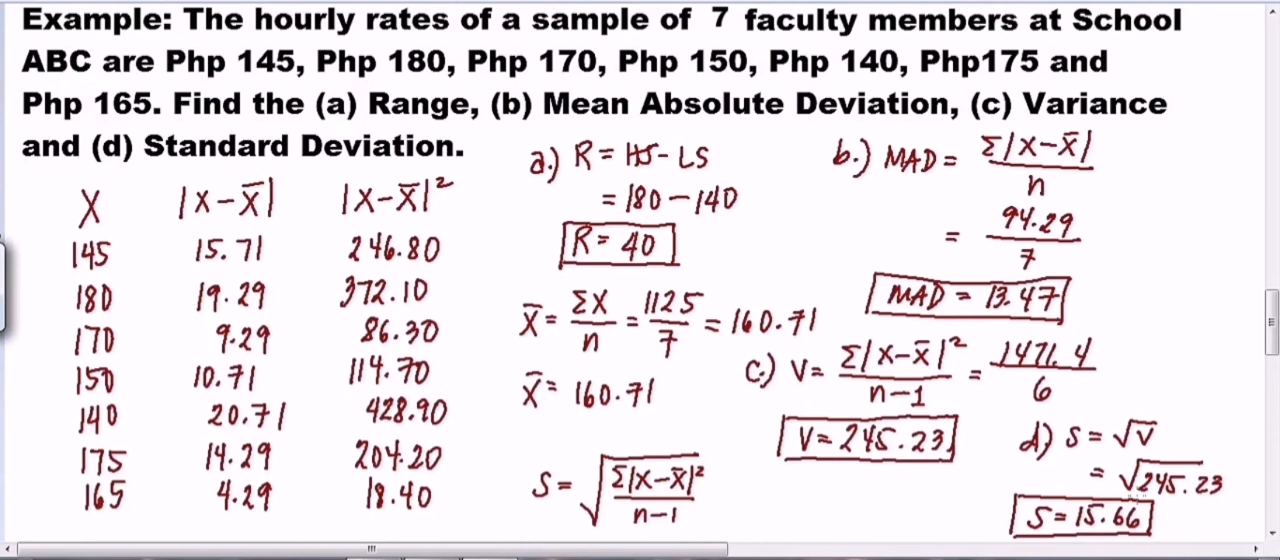 Example: The hourly rates of a sample of 7 faculty members at School
ABC are Php 145, Php 180, Php 170, Php 150, Php 140, Php175 and
Php 165. Find the (a) Range, (b) Mean Absolute Deviation, (c) Variance
and (d) Standard Deviation.
X |X-X̄| |X-X̄|²
145 15.71 246.80
180 19.29 372.10
170 9.29 86.30
150 10.71 114.70
140 20.71 428.90
175 14.29 204.20
165 4.29 18.40
a.) R = HS - LS
= 180 - 140
R = 40
X̄ = ΣX/n = 1125/7 = 160.71
X̄ = 160.71
S = √(Σ|X-X̄|²/n-1)
b.) MAD = Σ|X-X̄|/n
= 94.29/7
MAD = 13.47
c.) V = Σ|X-X̄|²/n-1 = 1471.4/6
V = 245.23
d) S = √V
= √245.23
S = 15.66